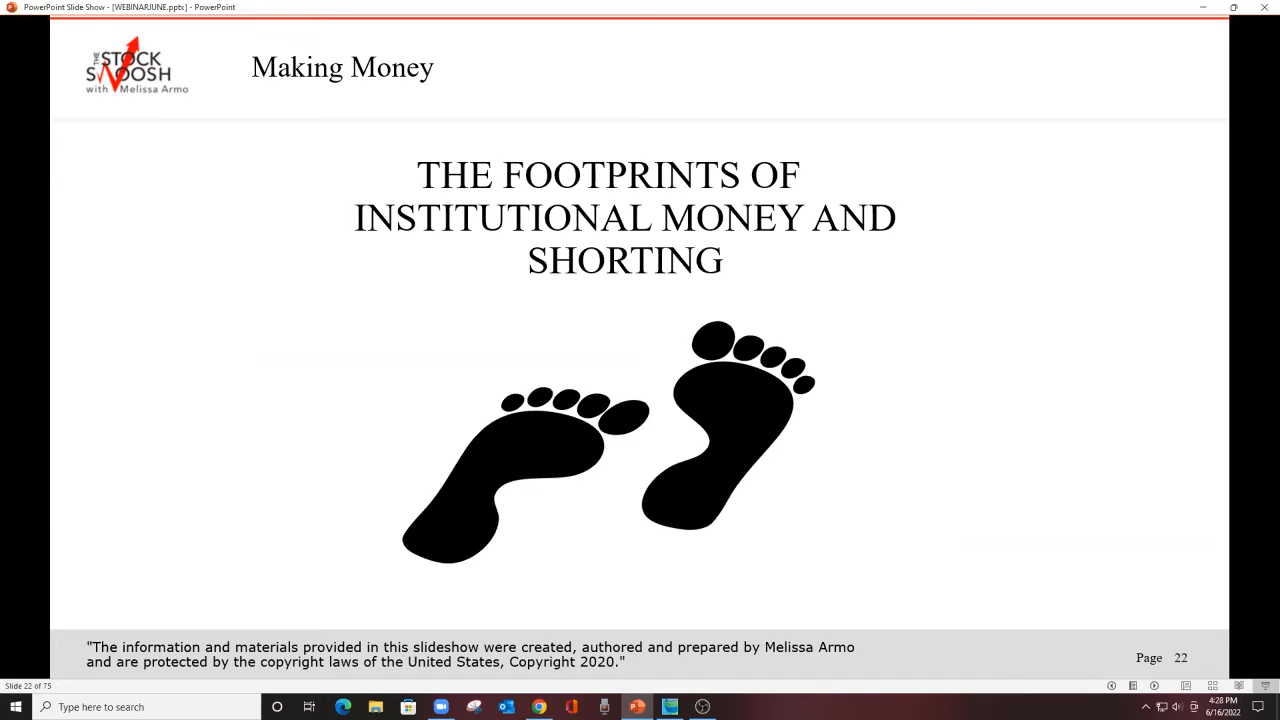 PowerPoint Slide Show - [WEBINARJUNE.pptx] - PowerPoint
THE STOCK
SWOOSH
with Melissa Armo
Making Money
THE FOOTPRINTS OF
INSTITUTIONAL MONEY AND
SHORTING
"The information and materials provided in this slideshow were created, authored and prepared by Melissa Armo
and are protected by the copyright laws of the United States, Copyright 2020."
Page 22
Slide 22 of 75
Type here to search
4:28 PM
6/16/2022